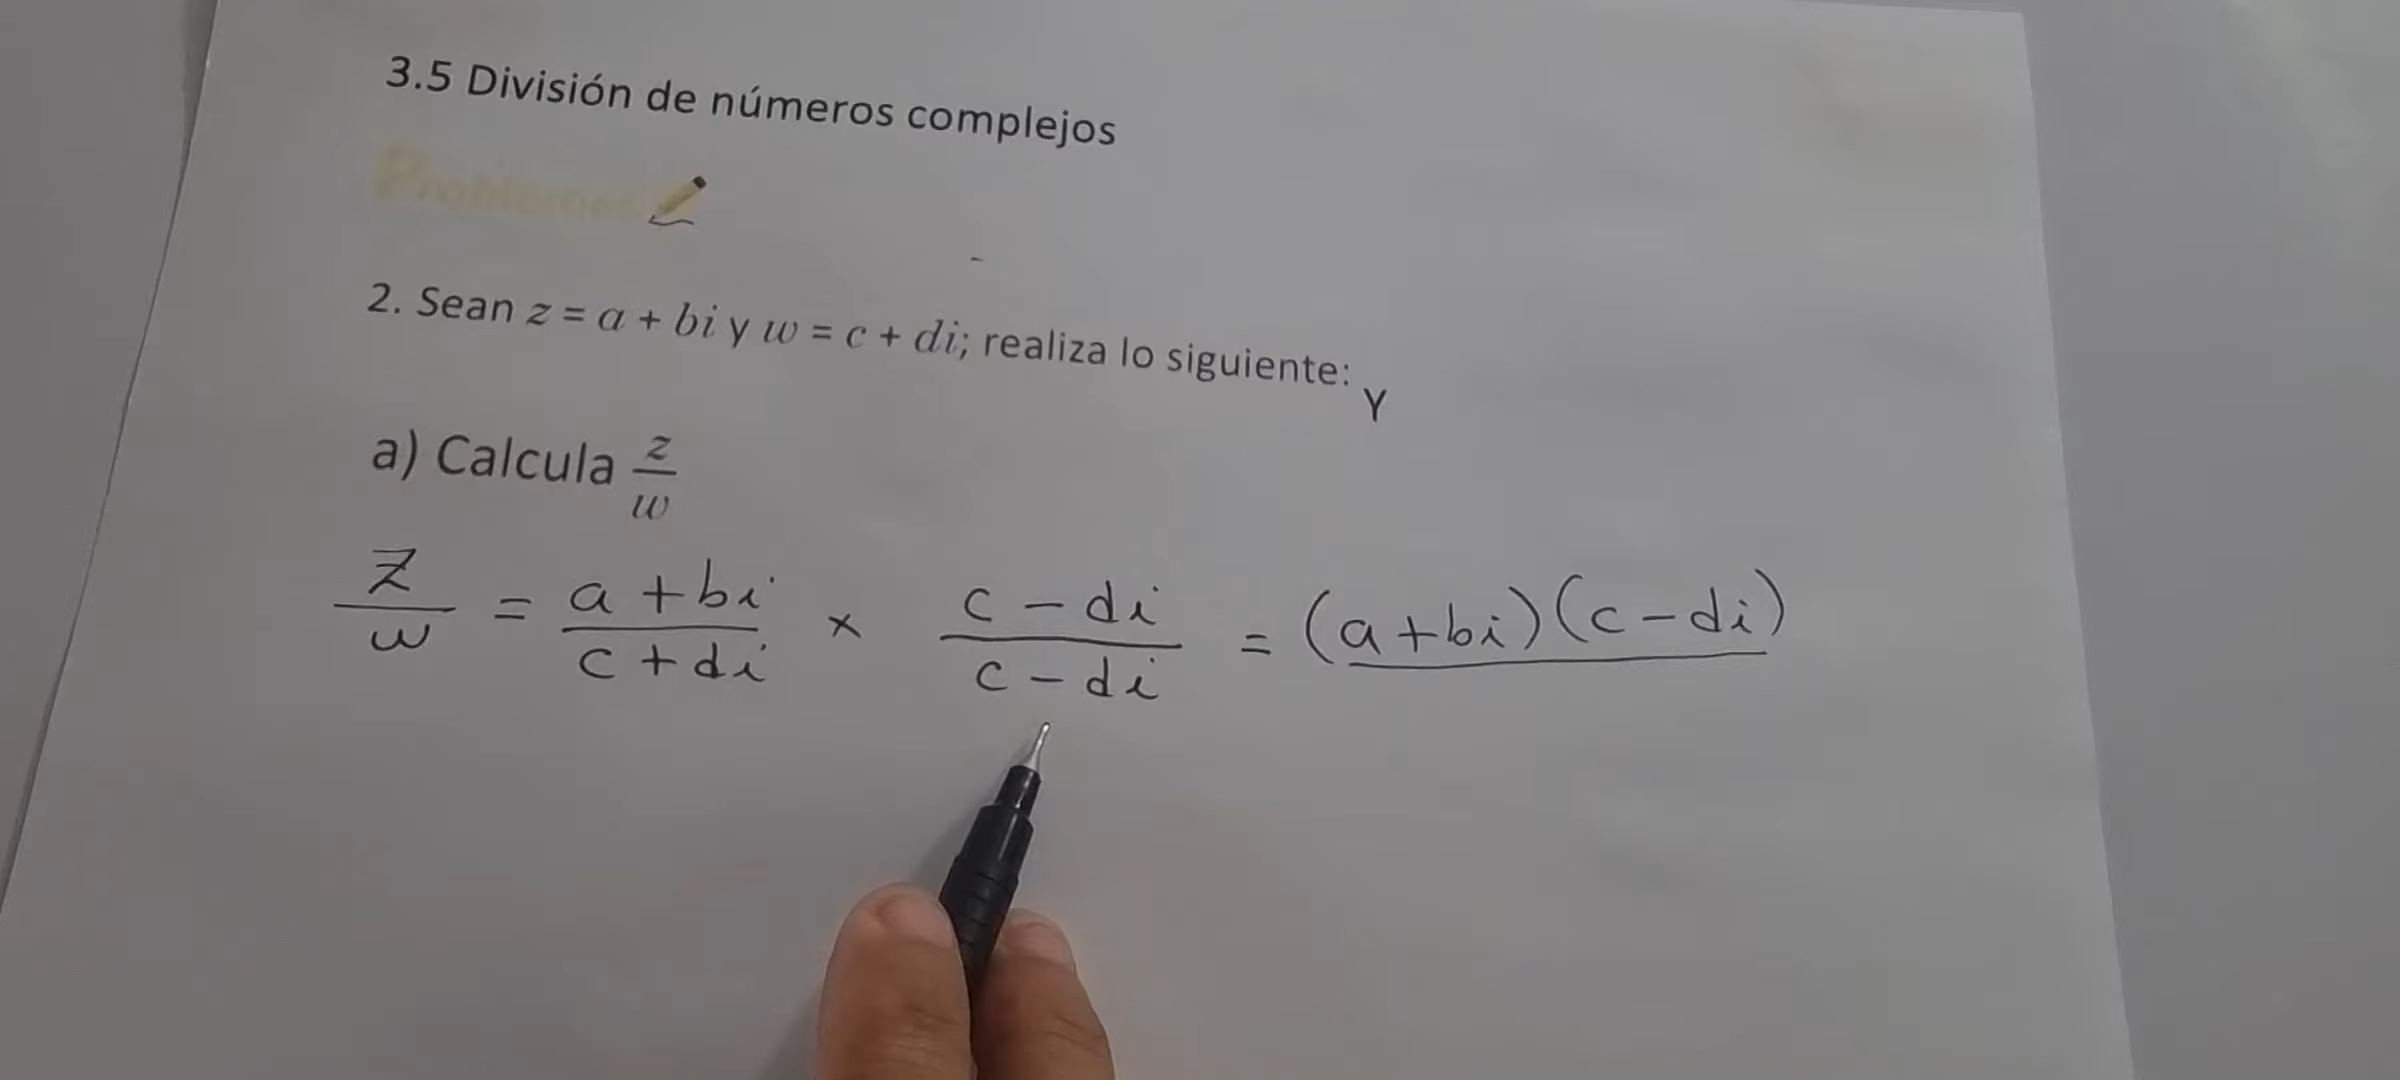 3.5 División de números complejos
Problemas
2. Sean z = a + bi y w = c + di; realiza lo siguiente: Y
a) Calcula z/w
z/w = a + bi / c + di × c - di / c - di = (a + bi)(c - di)